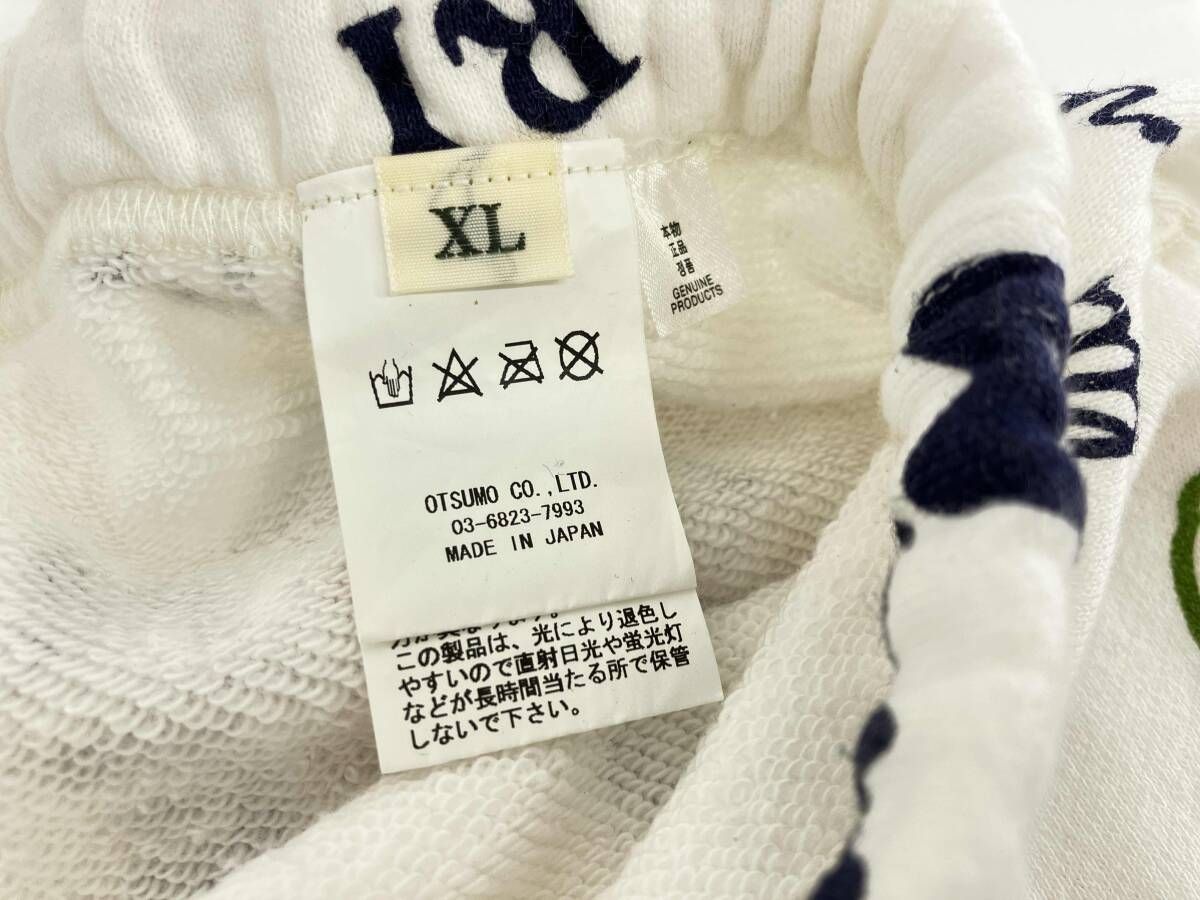 XL
本物
正品
정품
GENUINE
PRODUCTS
OTSUMO CO.,LTD.
03-6823-7993
MADE IN JAPAN
この製品は、光により退色し
やすいので直射日光や蛍光灯
などが長時間当たる所で保管
しないで下さい。